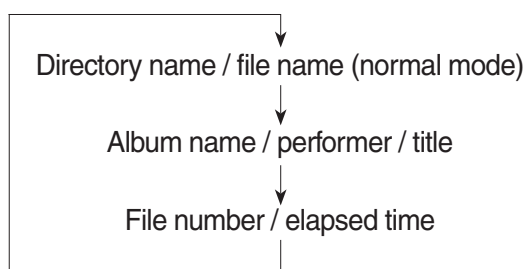 Directory name / file name (normal mode)
Album name / performer / title
File number / elapsed time